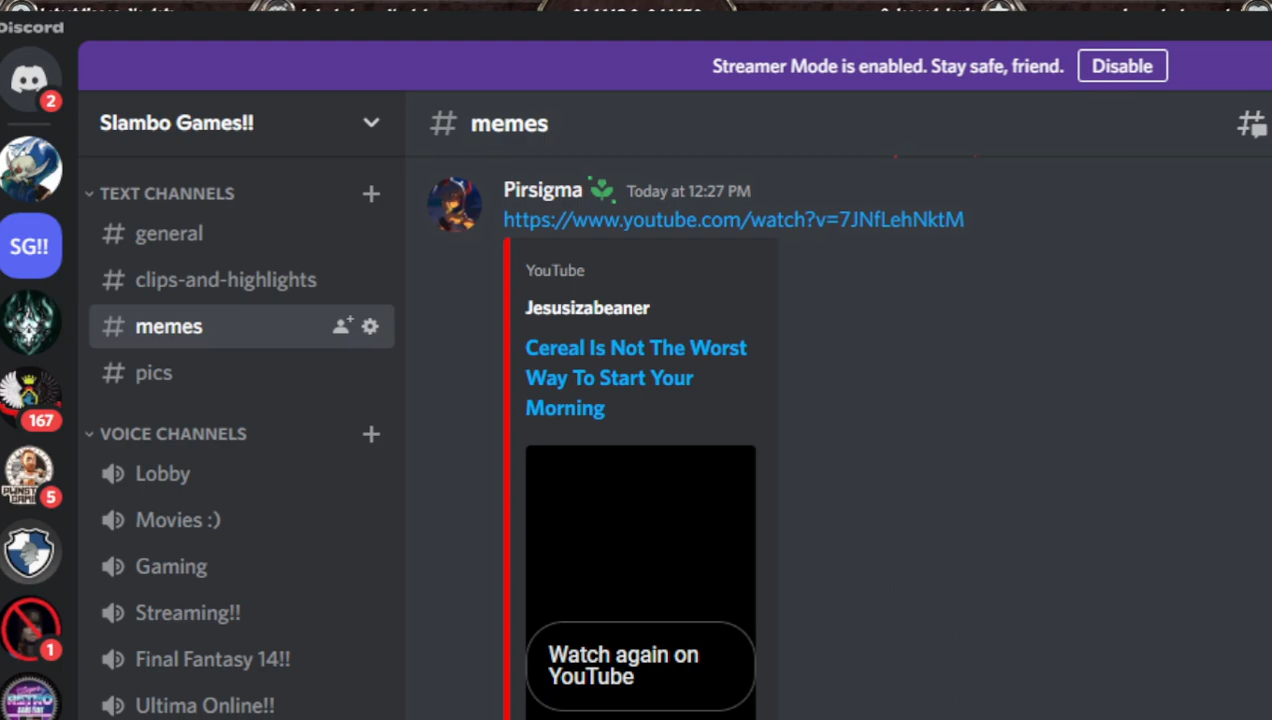 Discord
Streamer Mode is enabled. Stay safe, friend.
Disable
2
Slambo Games!!
# memes
TEXT CHANNELS
# general
# clips-and-highlights
# memes
# pics
VOICE CHANNELS
Lobby
Movies :)
Gaming
Streaming!!
Final Fantasy 14!!
Ultima Online!!
SG!!
167
5
1
Pirsigma
Today at 12:27 PM
https://www.youtube.com/watch?v=7JNfLehNktM
YouTube
Jesusizabeaner
Cereal Is Not The Worst
Way To Start Your
Morning
Watch again on
YouTube